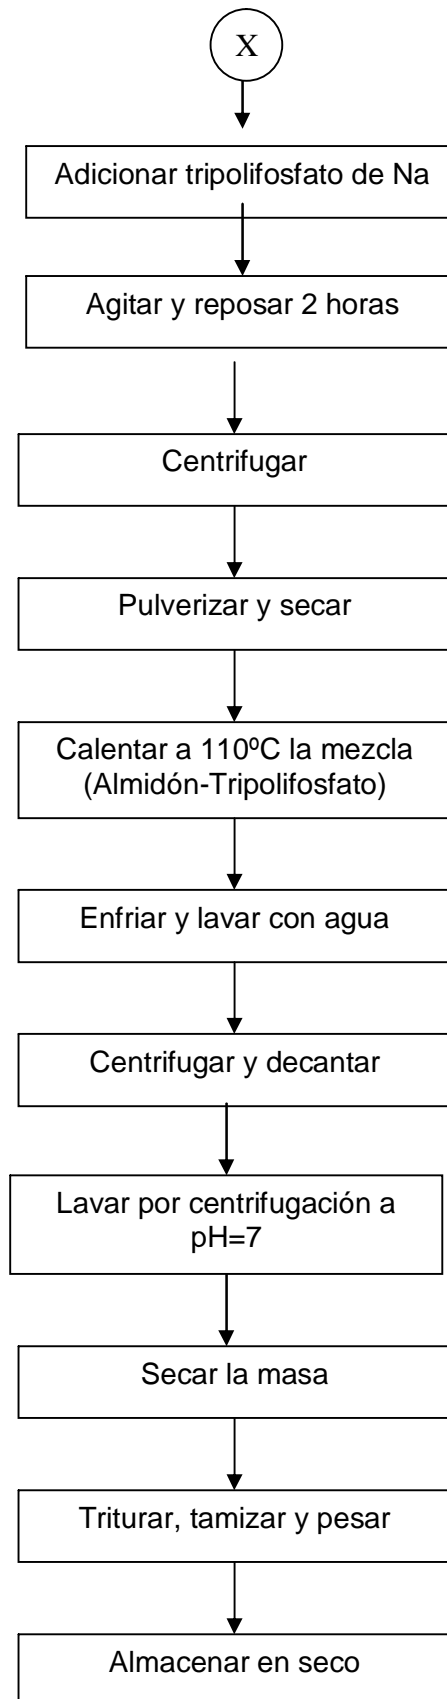 X
Adicionar tripolifosfato de Na
Agitar y reposar 2 horas
Centrifugar
Pulverizar y secar
Calentar a 110ºC la mezcla
(Almidón-Tripolifosfato)
Enfriar y lavar con agua
Centrifugar y decantar
Lavar por centrifugación a
pH=7
Secar la masa
Triturar, tamizar y pesar
Almacenar en seco